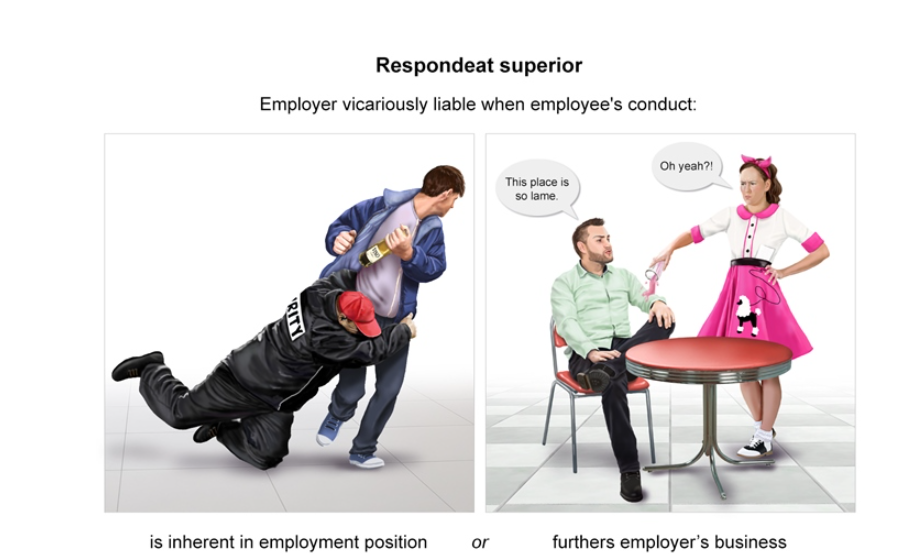 Respondeat superior
Employer vicariously liable when employee's conduct:
This place is
so lame.
Oh yeah?!
RITY
is inherent in employment position or furthers employer's business